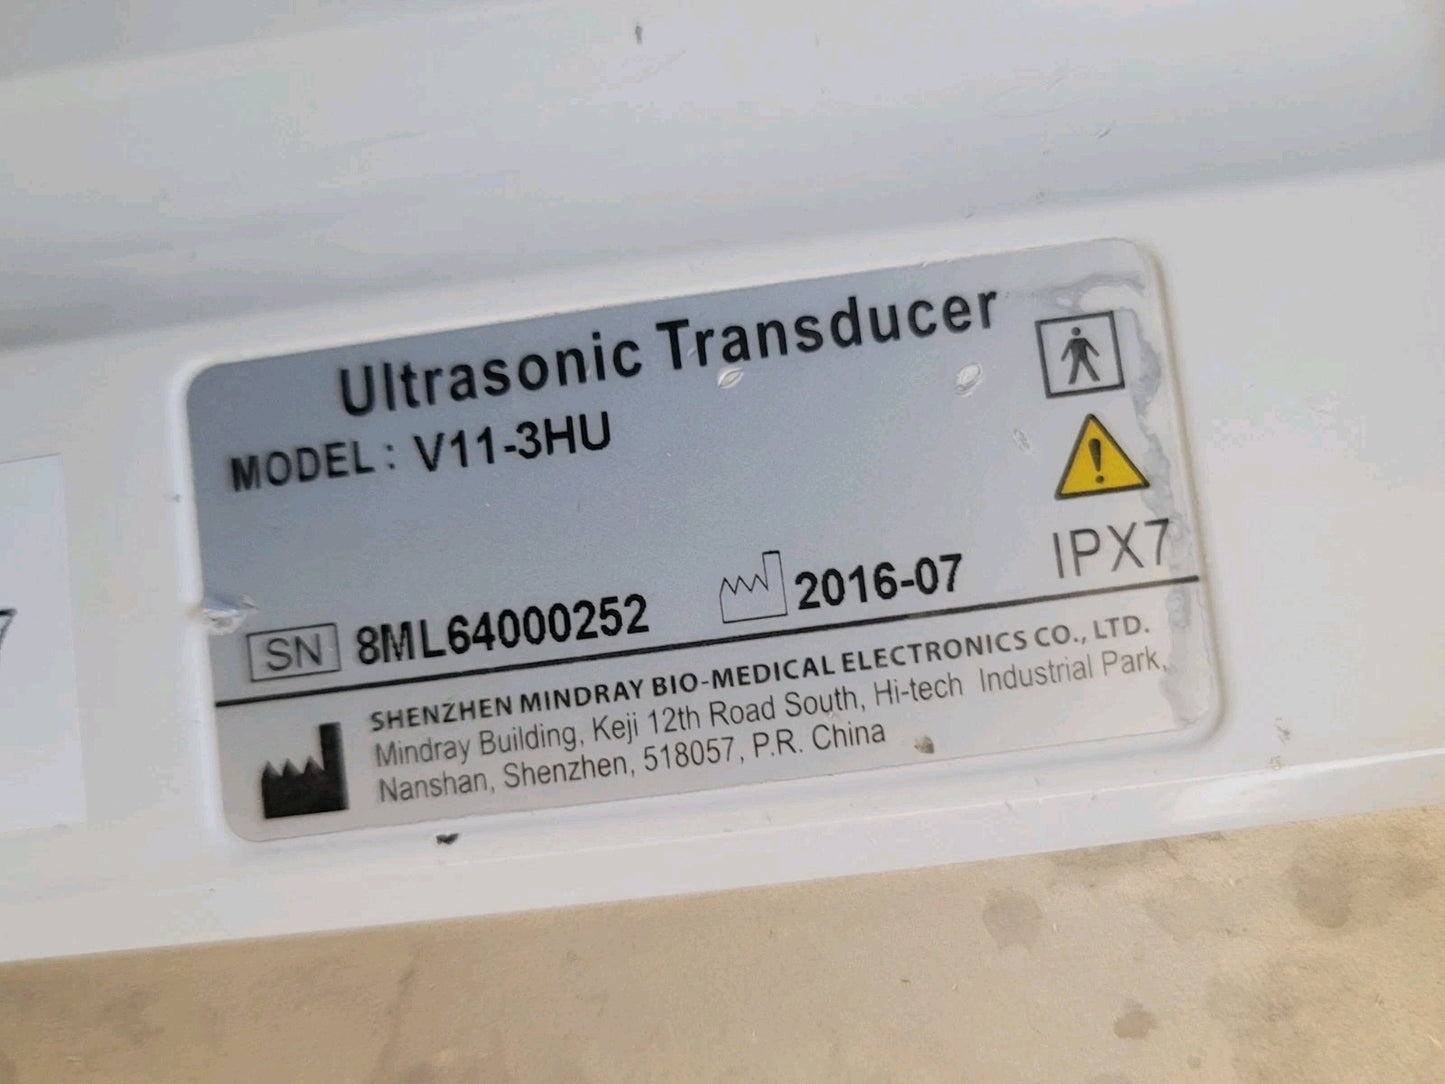 Ultrasonic Transducer
MODEL: V11-3HU
SN 8ML64000252
2016-07
IPX7
SHENZHEN MINDRAY BIO-MEDICAL ELECTRONICS CO., LTD.
Mindray Building, Keji 12th Road South, Hi-tech Industrial Park,
Nanshan, Shenzhen, 518057, P.R. China